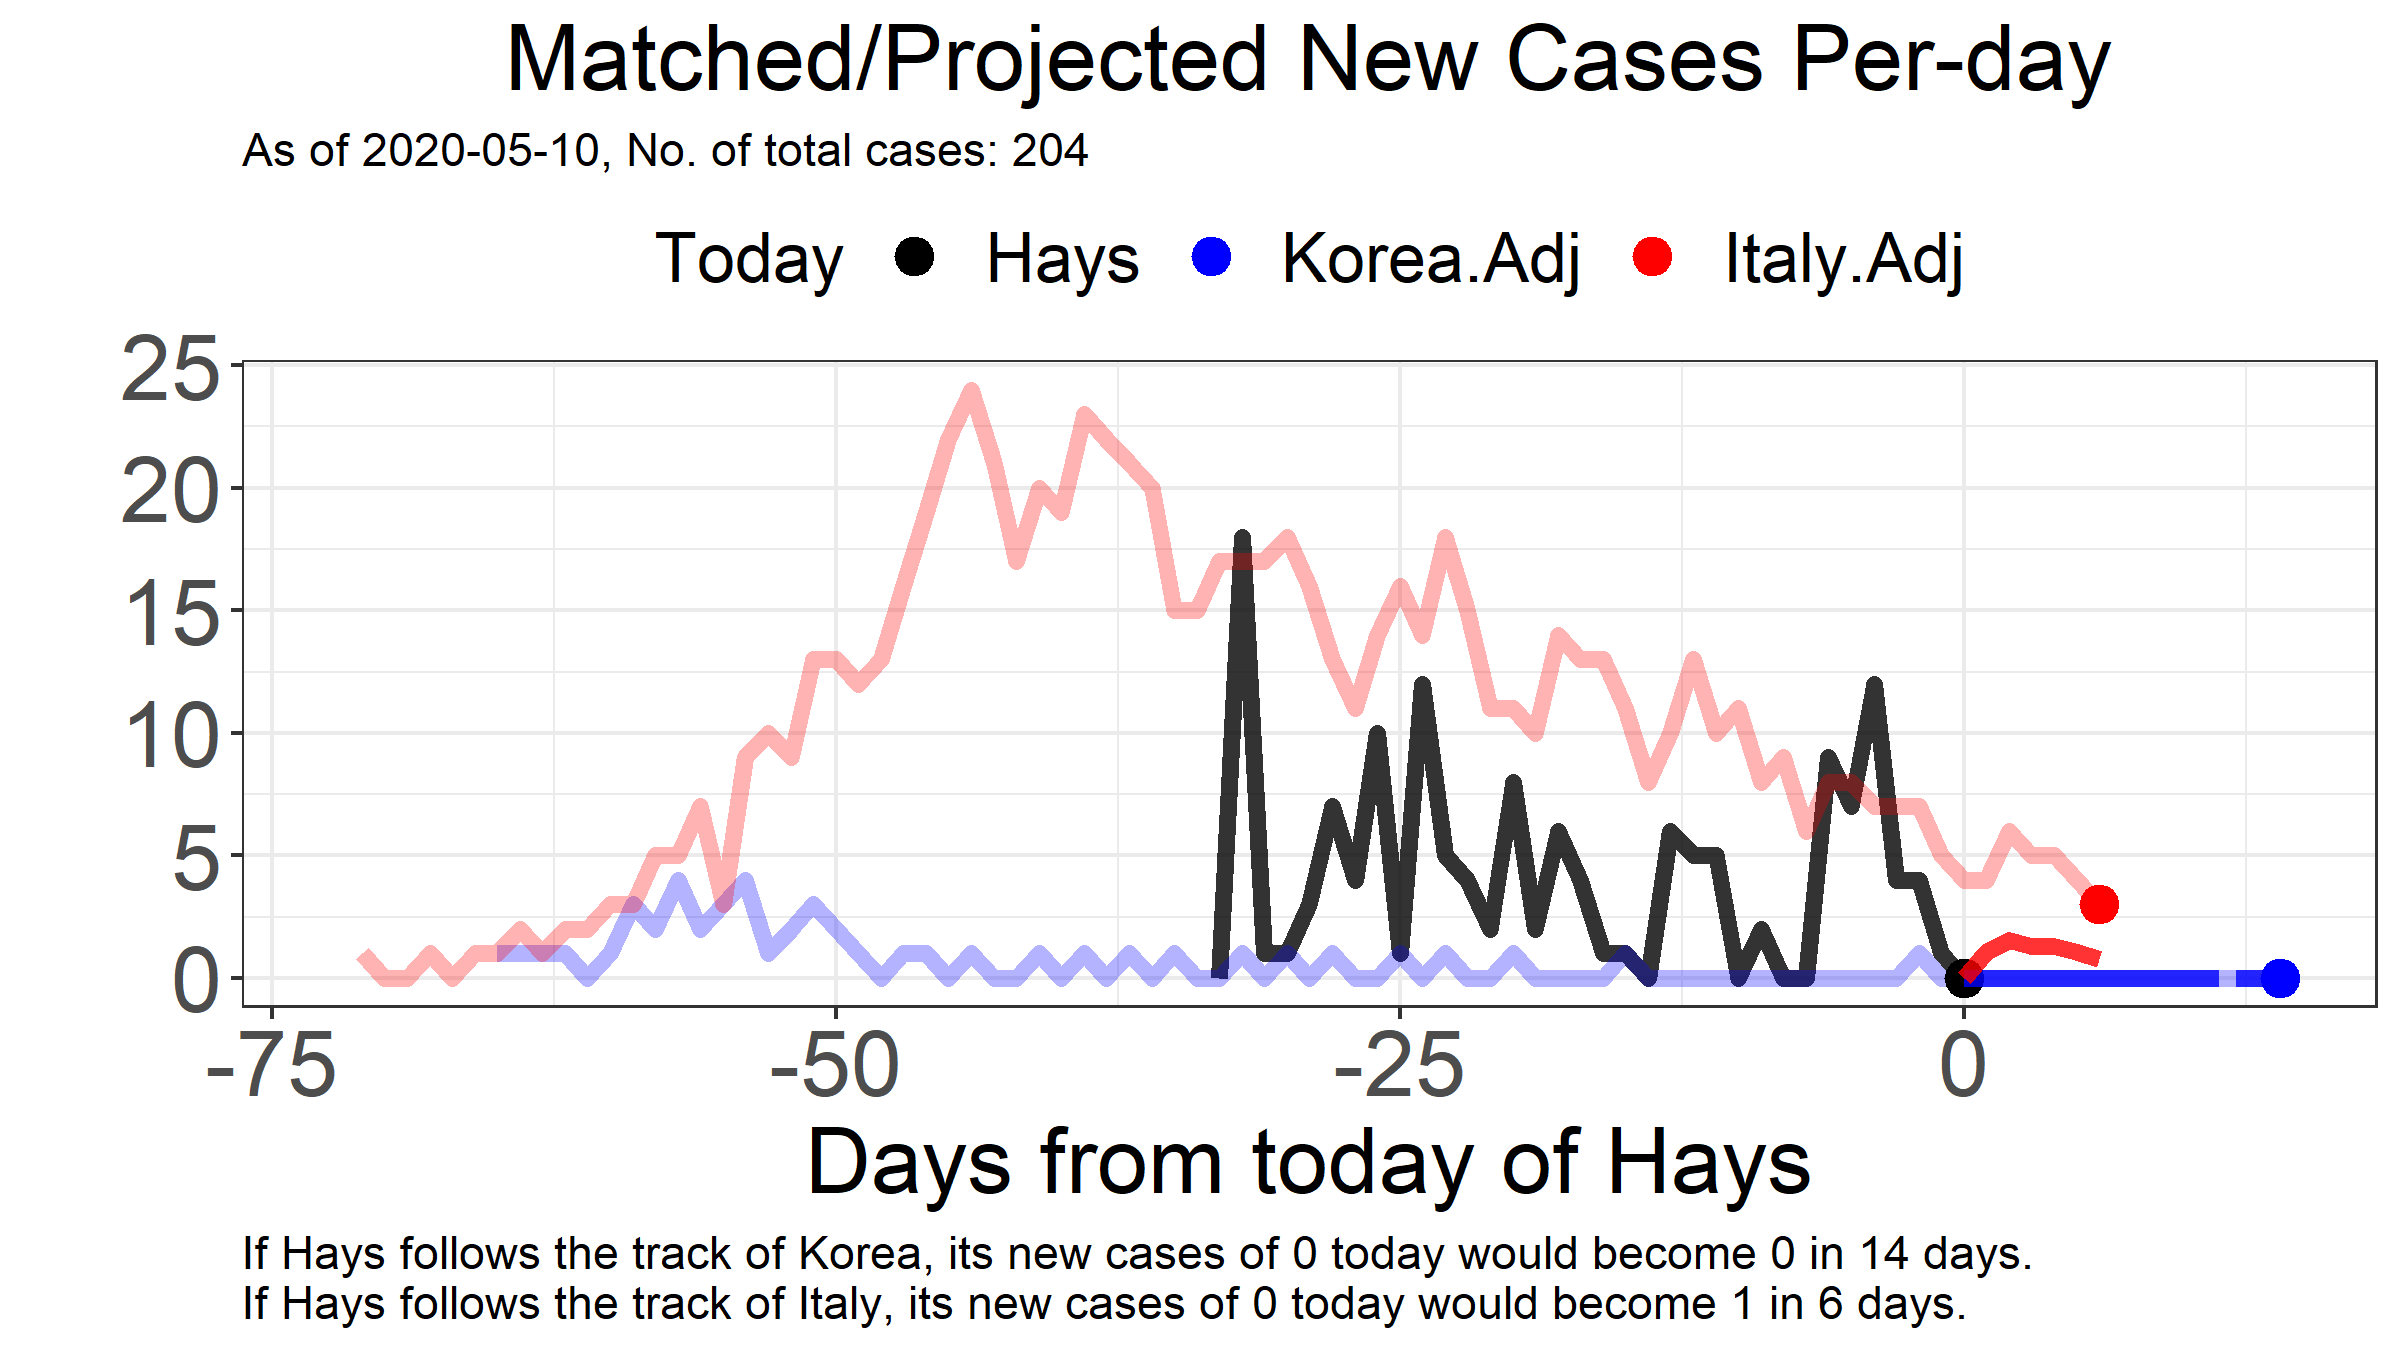 Matched/Projected New Cases Per-day
As of 2020-05-10, No. of total cases: 204
Today Hays Korea.Adj Italy.Adj
25
20
15
10
5
0
-75 -50 -25 0
Days from today of Hays
If Hays follows the track of Korea, its new cases of 0 today would become 0 in 14 days.
If Hays follows the track of Italy, its new cases of 0 today would become 1 in 6 days.